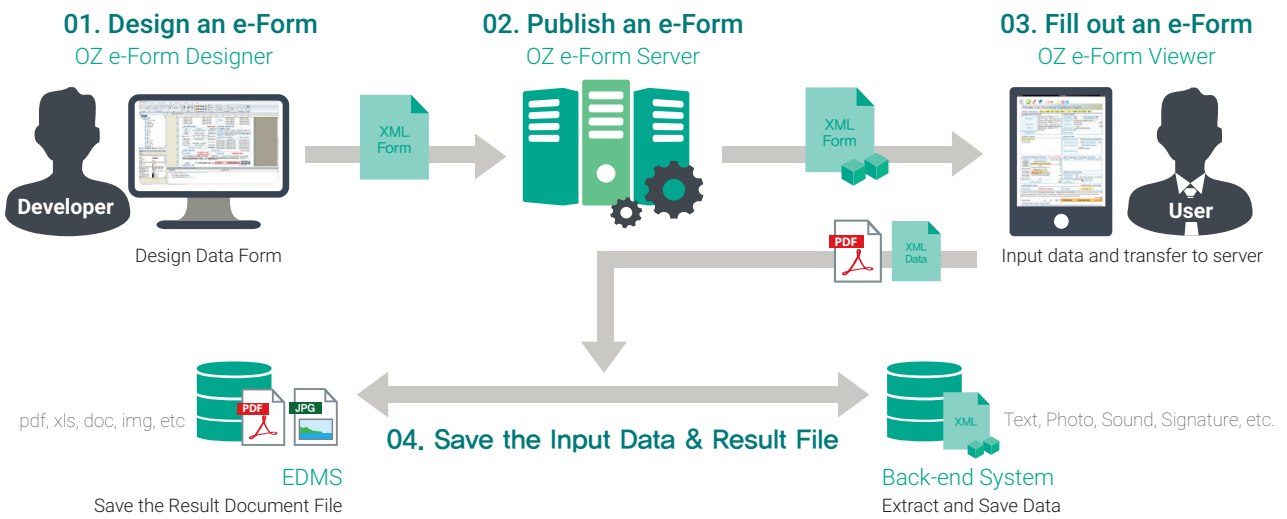 01. Design an e-Form
OZ e-Form Designer
02. Publish an e-Form
OZ e-Form Server
03. Fill out an e-Form
OZ e-Form Viewer
XML
Form
XML
Form
Developer
User
Design Data Form
PDF
XML
Data
Input data and transfer to server
pdf, xls, doc, img, etc
PDF
JPG
XML
Text, Photo, Sound, Signature, etc.
04. Save the Input Data & Result File
EDMS
Save the Result Document File
Back-end System
Extract and Save Data